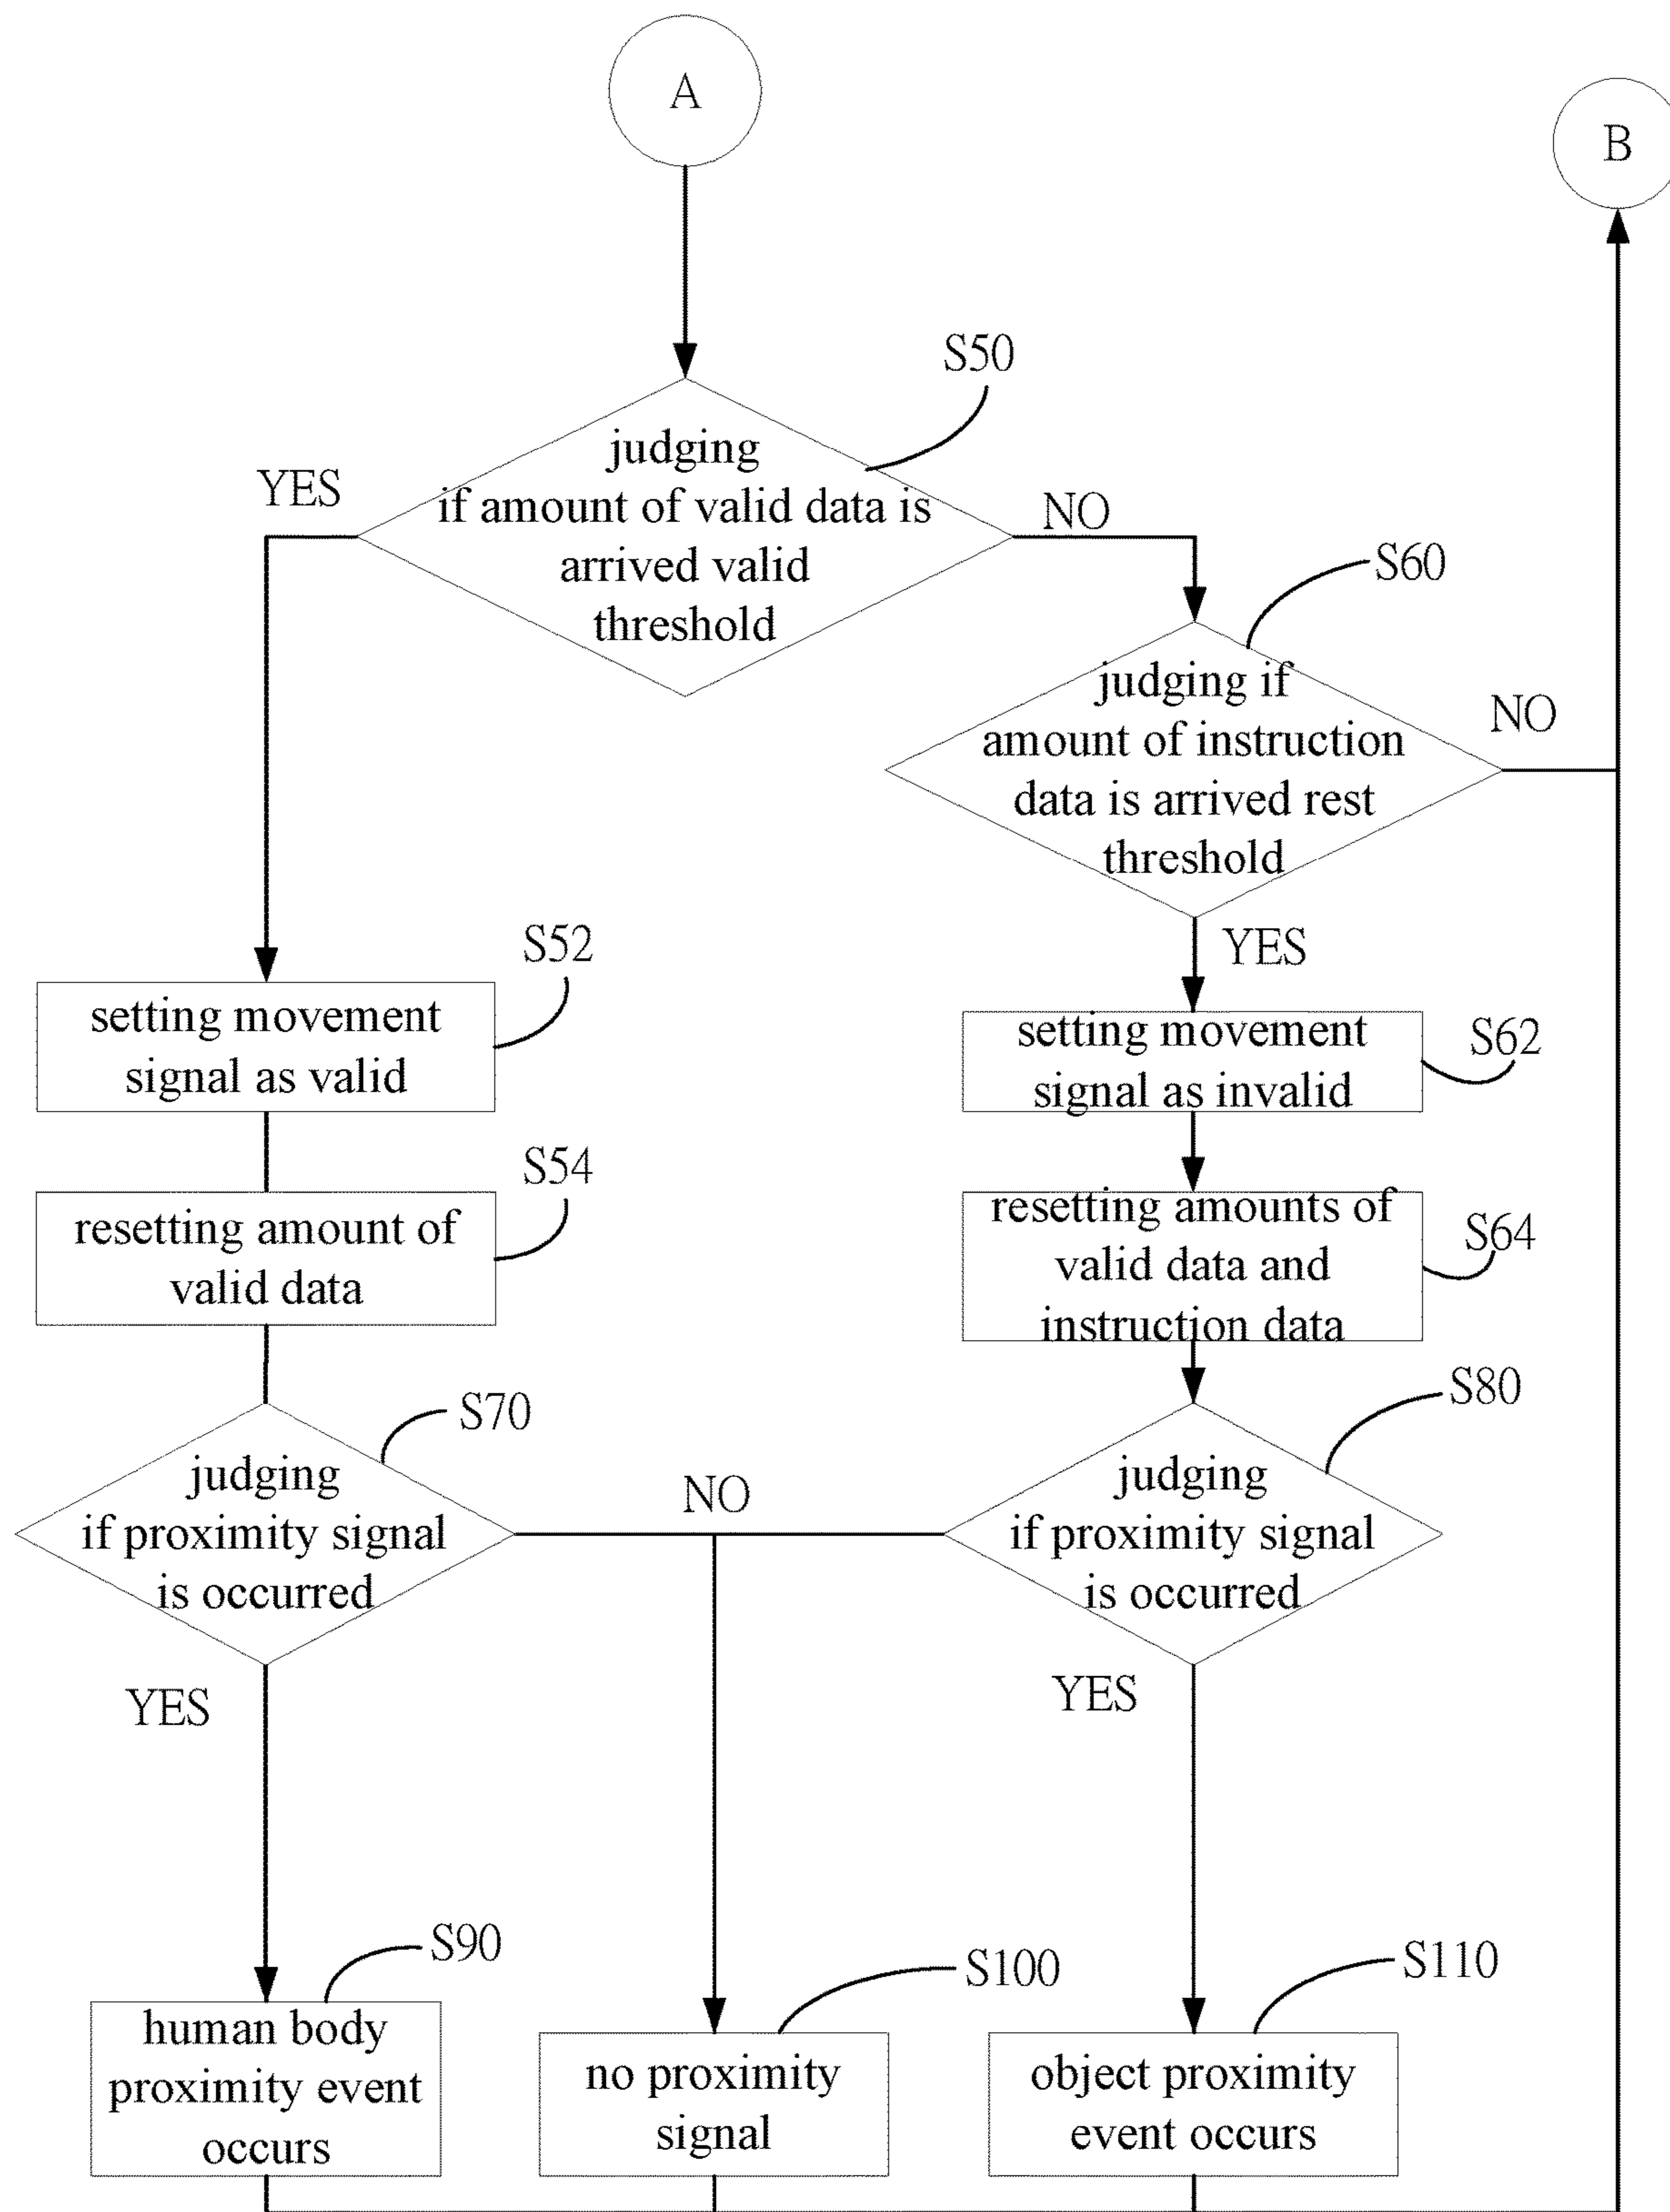 A
B
S50
judging
if amount of valid data is
arrived valid
threshold
YES
NO
S60
judging if
amount of instruction
data is arrived rest
threshold
NO
YES
S52
setting movement
signal as valid
S62
setting movement
signal as invalid
S54
resetting amount of
valid data
S64
resetting amounts of
valid data and
instruction data
S70
judging
if proximity signal
is occurred
NO
S80
judging
if proximity signal
is occurred
YES
YES
S90
human body
proximity event
occurs
S100
no proximity
signal
S110
object proximity
event occurs